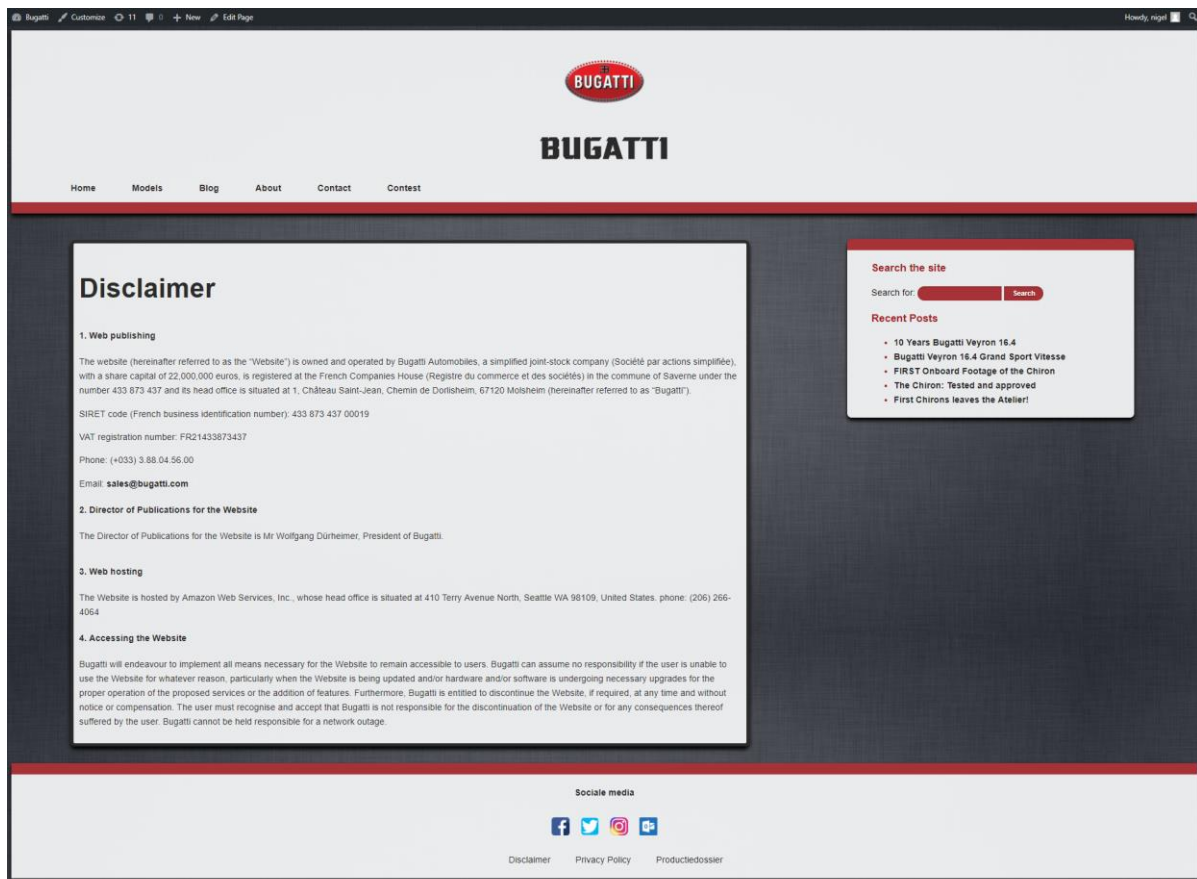 Bugatti Customize 11 0 New Edit Page Howdy, nigel
BUGATTI
BUGATTI
Home Models Blog About Contact Contest
Disclaimer
1. Web publishing
The website (hereinafter referred to as the “Website”) is owned and operated by Bugatti Automobiles, a simplified joint-stock company (Société par actions simplifiée),
with a share capital of 22,000,000 euros, is registered at the French Companies House (Registre du commerce et des sociétés) in the commune of Saverne under the
number 433 873 437 and its head office is situated at 1, Château Saint-Jean, Chemin de Dorlisheim, 67120 Molsheim (hereinafter referred to as “Bugatti”).
SIRET code (French business identification number): 433 873 437 00019
VAT registration number: FR21433873437
Phone: (+033) 3.88.04.56.00
Email: sales@bugatti.com
2. Director of Publications for the Website
The Director of Publications for the Website is Mr Wolfgang Dürheimer, President of Bugatti.
3. Web hosting
The Website is hosted by Amazon Web Services, Inc., whose head office is situated at 410 Terry Avenue North, Seattle WA 98109, United States. phone: (206) 266-
4064
4. Accessing the Website
Bugatti will endeavour to implement all means necessary for the Website to remain accessible to users. Bugatti can assume no responsibility if the user is unable to
use the Website for whatever reason, particularly when the Website is being updated and/or hardware and/or software is undergoing necessary upgrades for the
proper operation of the proposed services or the addition of features. Furthermore, Bugatti is entitled to discontinue the Website, if required, at any time and without
notice or compensation. The user must recognise and accept that Bugatti is not responsible for the discontinuation of the Website or for any consequences thereof
suffered by the user. Bugatti cannot be held responsible for a network outage.
Search the site
Search for: Search
Recent Posts
10 Years Bugatti Veyron 16.4
Bugatti Veyron 16.4 Grand Sport Vitesse
FIRST Onboard Footage of the Chiron
The Chiron: Tested and approved
First Chirons leaves the Atelier!
Sociale media
Disclaimer Privacy Policy Productiedossier